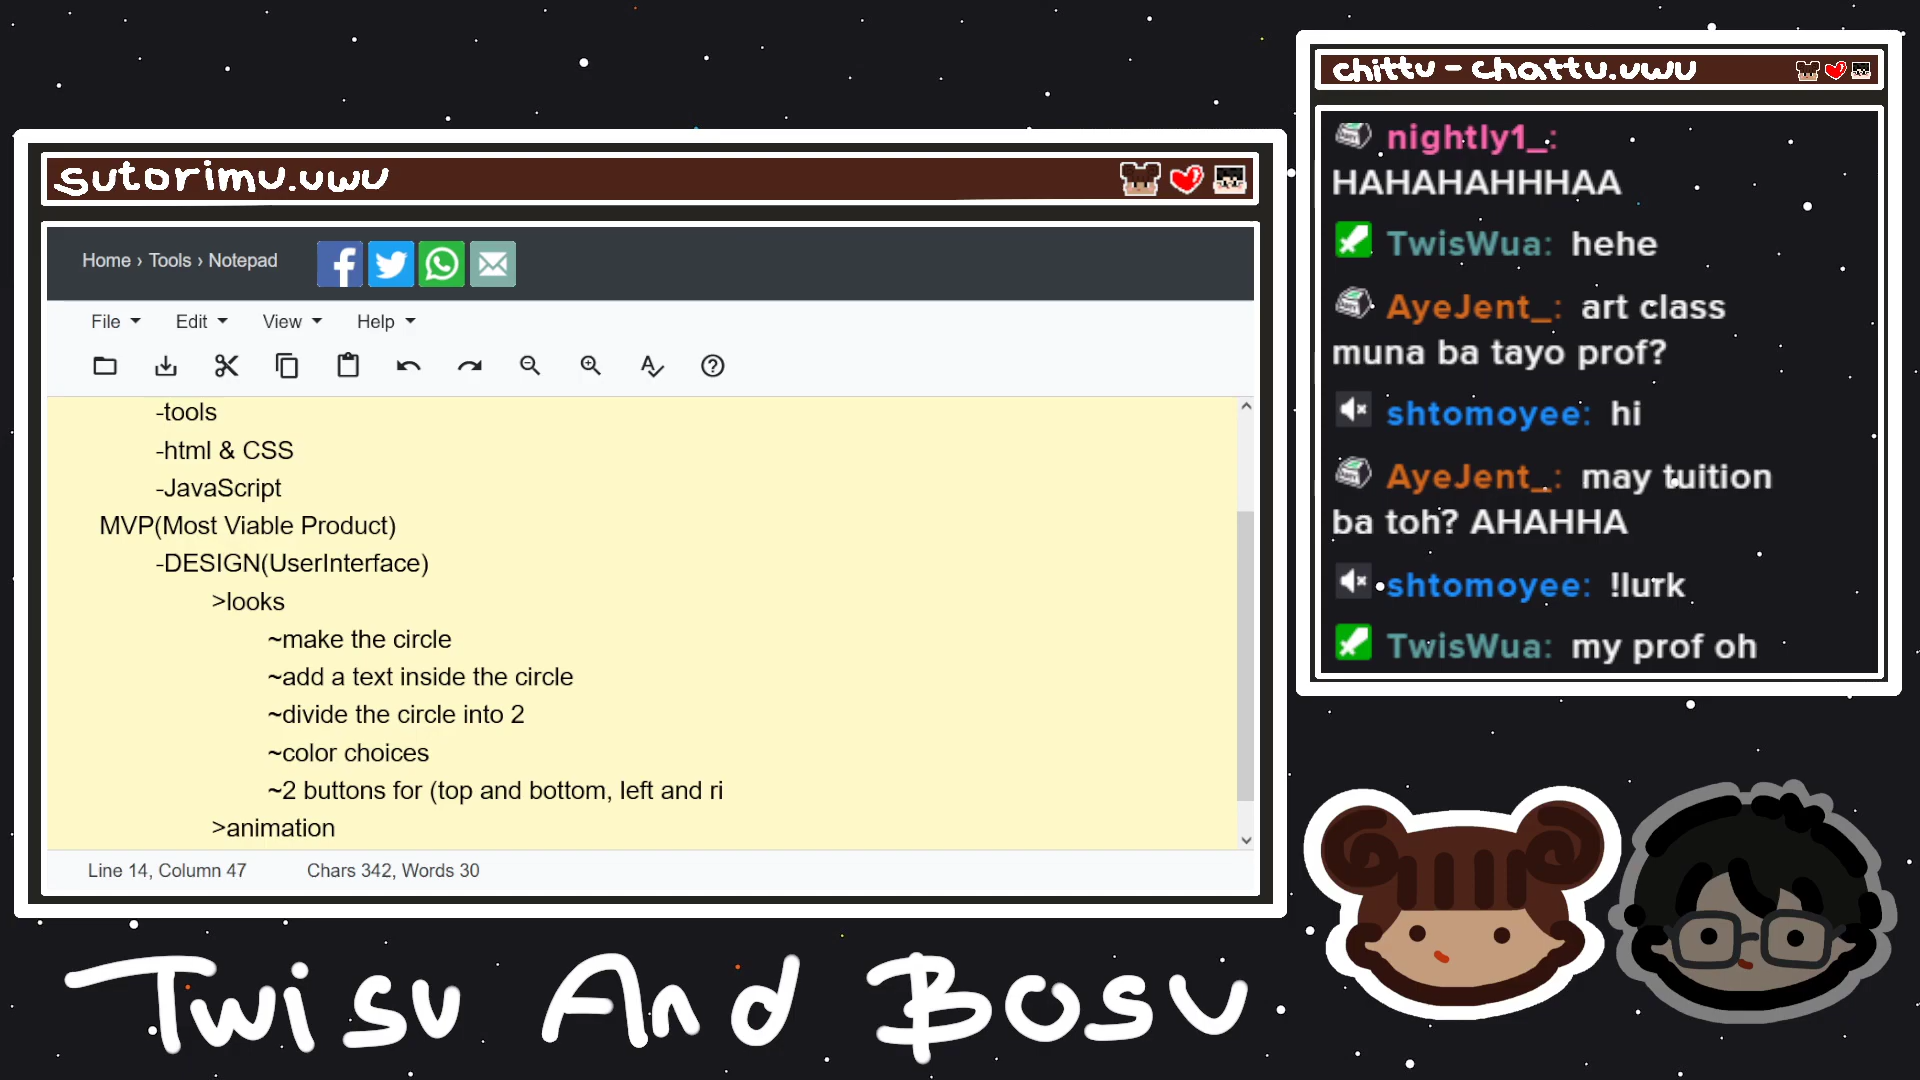 sutorimu.uwu
Home › Tools › Notepad
File Edit View Help
-tools
-html & CSS
-JavaScript
MVP(Most Viable Product)
-DESIGN(UserInterface)
>looks
~make the circle
~add a text inside the circle
~divide the circle into 2
~color choices
~2 buttons for (top and bottom, left and ri
>animation
Line 14, Column 47 Chars 342, Words 30
chittu - chattu.uwu
nightly1_:
HAHAHAHHHAA
TwisWua: hehe
AyeJent_: art class
muna ba tayo prof?
shtomoyee: hi
AyeJent_: may tuition
ba toh? AHAHHA
shtomoyee: !lurk
TwisWua: my prof oh
Twisu And Bosu